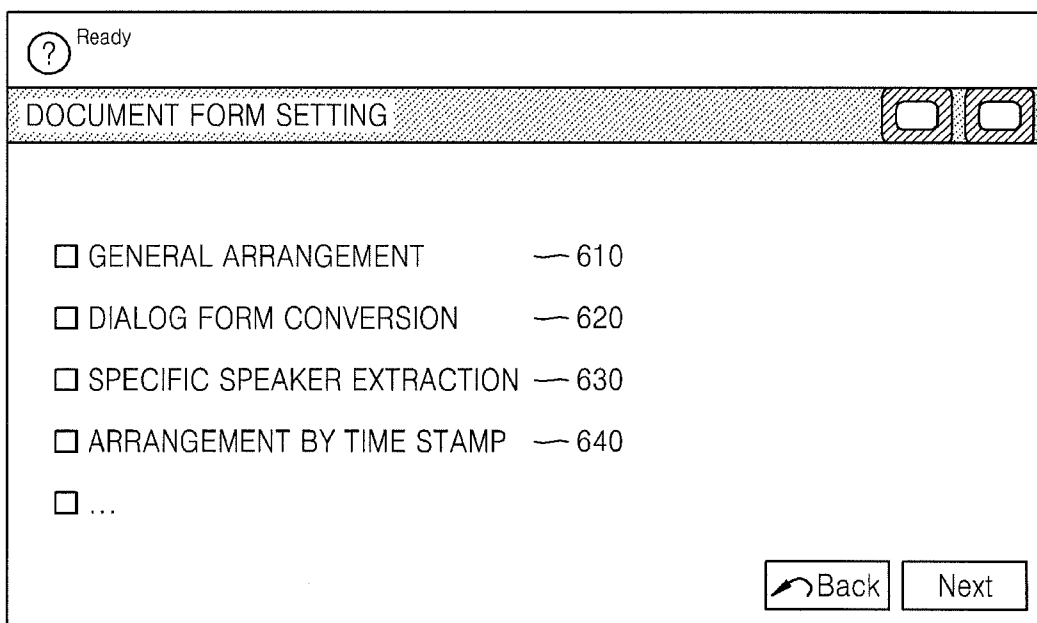 ? Ready
DOCUMENT FORM SETTING
GENERAL ARRANGEMENT 610
DIALOG FORM CONVERSION 620
SPECIFIC SPEAKER EXTRACTION 630
ARRANGEMENT BY TIME STAMP 640
...
Back Next